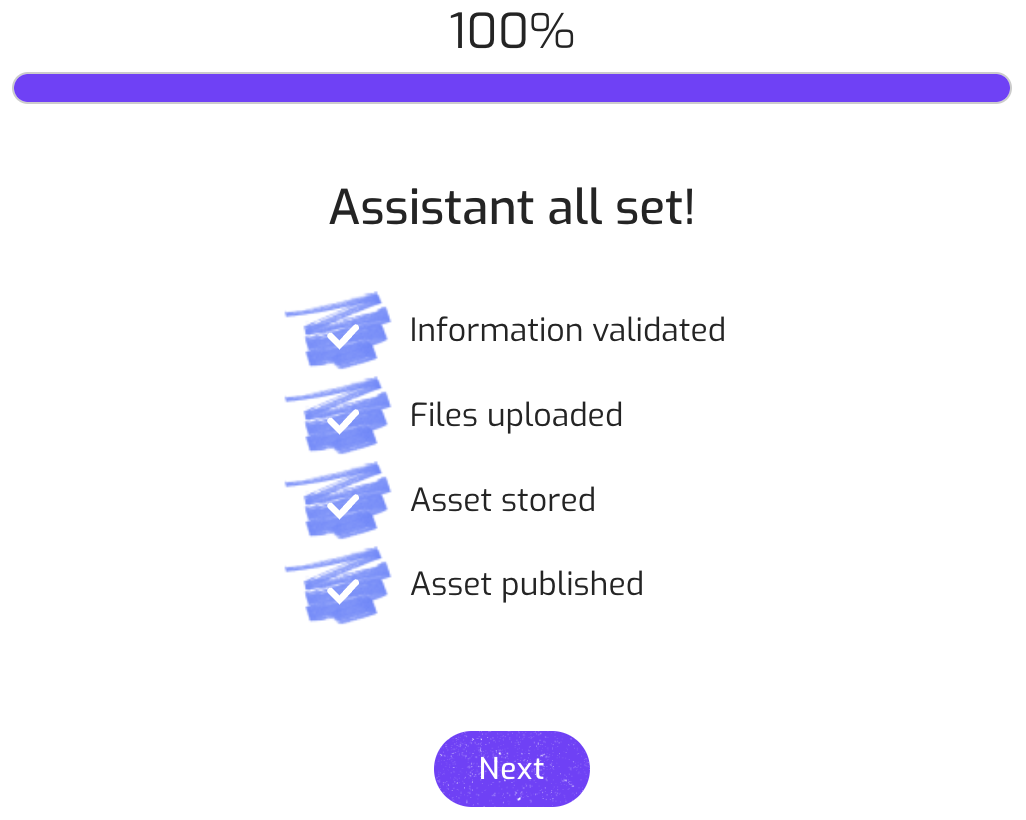 100%
Assistant all set!
Information validated
Files uploaded
Asset stored
Asset published
Next